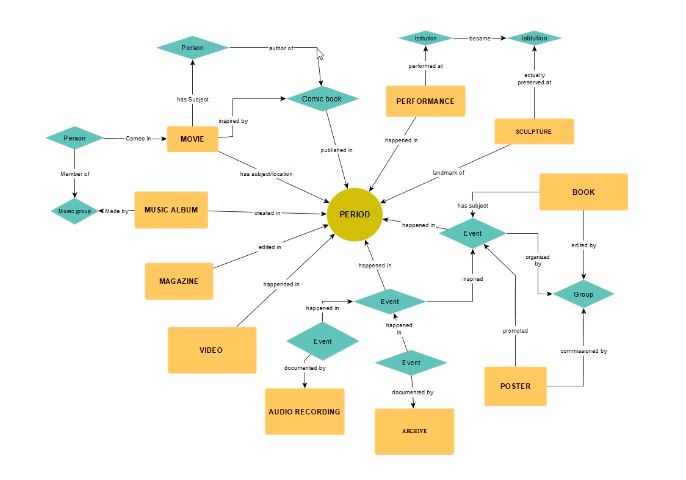 Person
author of
Istitution
became
Istitution
performed at
actually
preserved at
has Subject
Comic book
PERFORMANCE
inspired by
SCULPTURE
Person
Cameo in
MOVIE
published in
happened in
Member of
has subject/location
landmark of
BOOK
has subject
Music group
Made by
MUSIC ALBUM
created in
PERIOD
happened in
Event
edited by
edited in
organized
by
MAGAZINE
happened in
happended in
inspired
Group
happened in
Event
happened
in
promoted
Event
VIDEO
commissioned by
Event
documented by
documented by
POSTER
AUDIO RECORDING
ARCHIVE